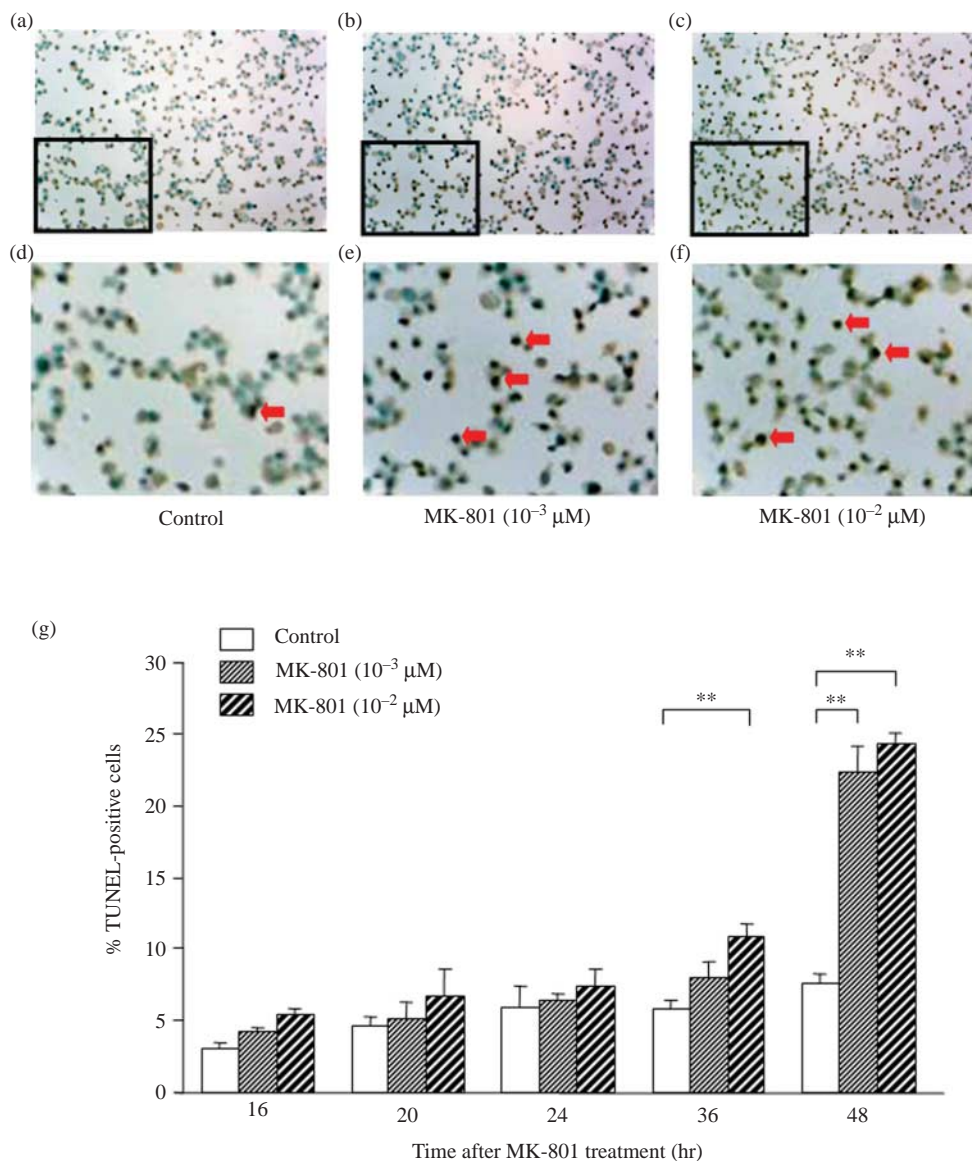 (a) (b) (c)
(d) (e) (f)
Control MK-801 (10⁻³ μM) MK-801 (10⁻² μM)
(g)
Control
MK-801 (10⁻³ μM)
MK-801 (10⁻² μM)
30
25
20
15
10
5
0
% TUNEL-positive cells
** **
**
16 20 24 36 48
Time after MK-801 treatment (hr)